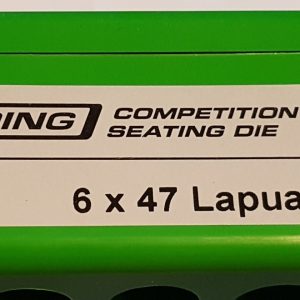 DING COMPETITION
SEATING DIE
6 x 47 Lapua